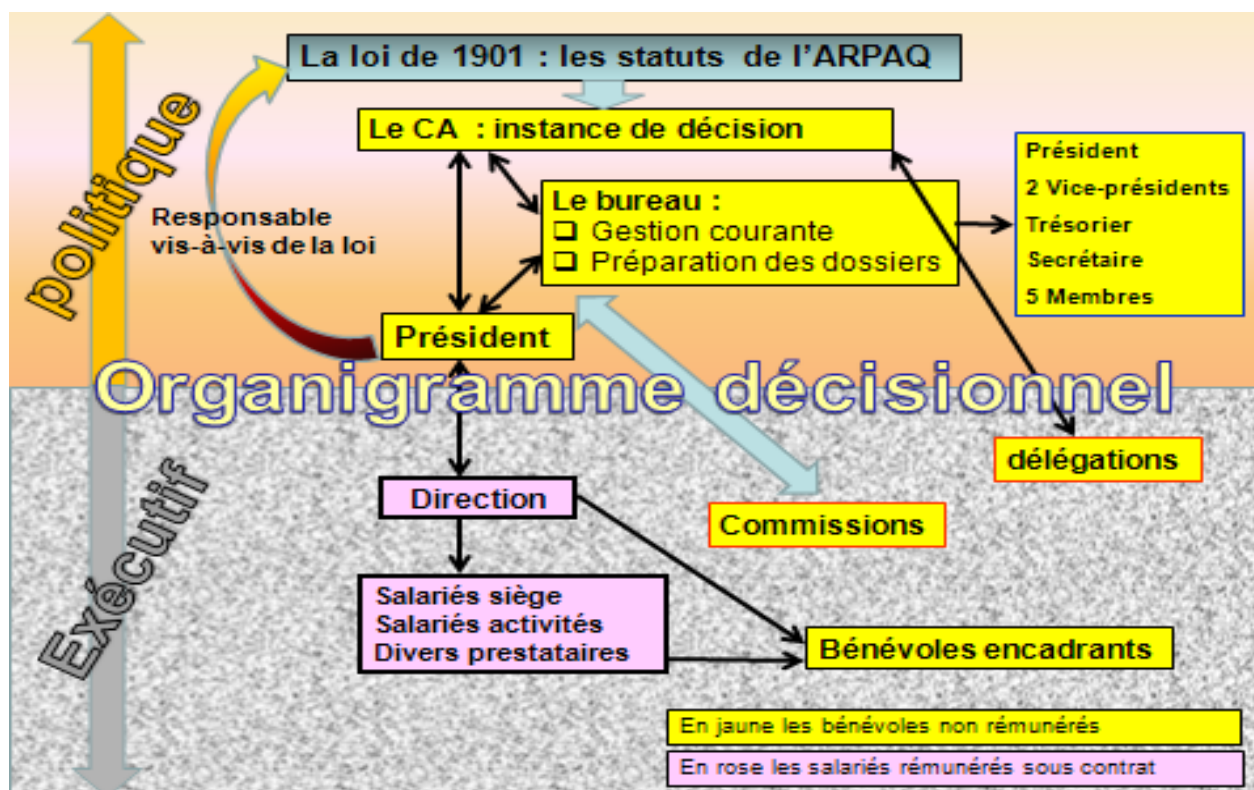 La loi de 1901 : les statuts de l'ARPAQ
Le CA : instance de décision
politique
Responsable
vis-à-vis de la loi
Le bureau :
❑ Gestion courante
❑ Préparation des dossiers
Président
2 Vice-présidents
Trésorier
Secrétaire
5 Membres
Président
Organigramme décisionnel
Exécutif
délégations
Direction
Commissions
Salariés siège
Salariés activités
Divers prestataires
Bénévoles encadrants
En jaune les bénévoles non rémunérés
En rose les salariés rémunérés sous contrat